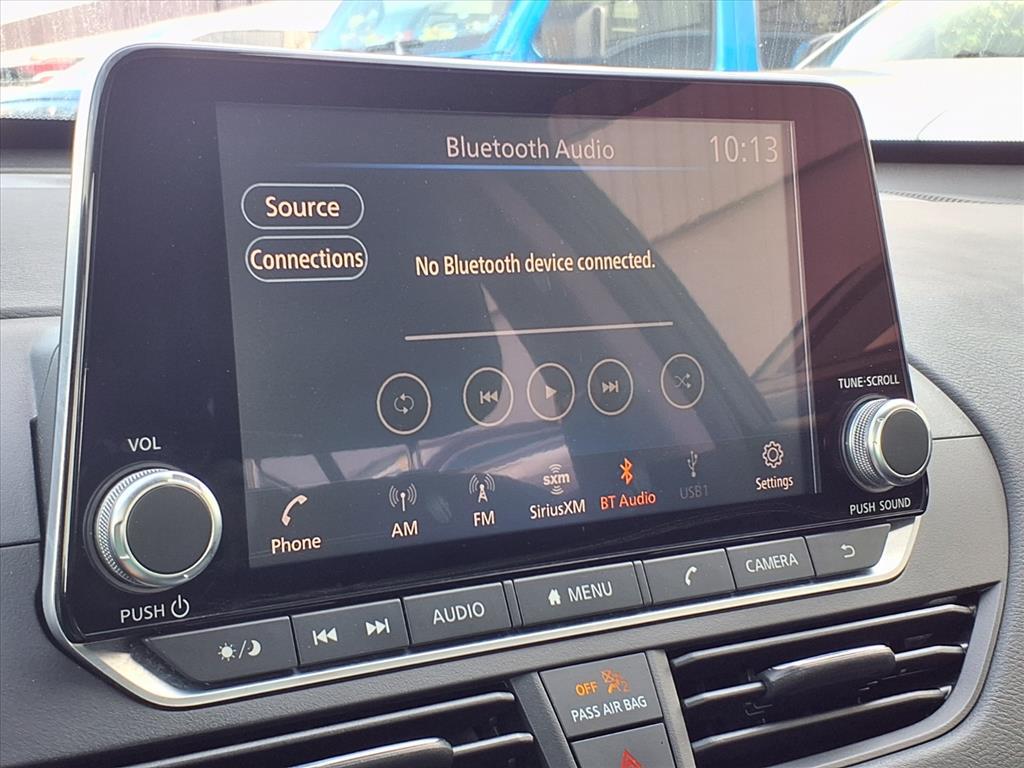 Bluetooth Audio 10:13
Source
Connections
No Bluetooth device connected.
TUNE·SCROLL
VOL
Phone
AM
FM
sxm
SiriusXM
BT Audio
USB1
Settings
PUSH SOUND
PUSH
AUDIO
MENU
CAMERA
OFF 2
PASS AIR BAG